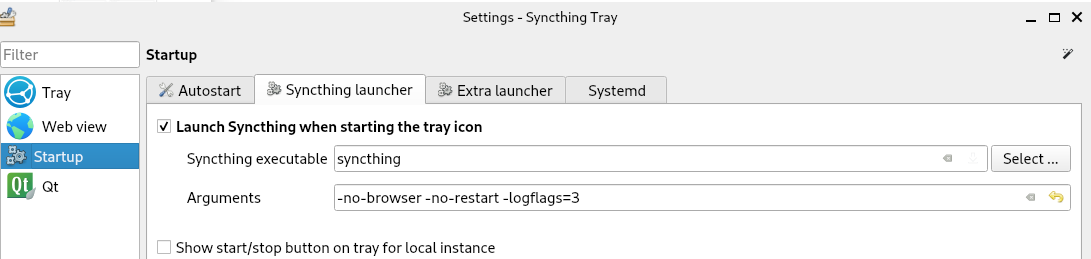 Settings - Syncthing Tray
Filter
Startup
Tray
Web view
Startup
Qt
Qt
Autostart
Syncthing launcher
Extra launcher
Systemd
Launch Syncthing when starting the tray icon
Syncthing executable
syncthing
Select ...
Arguments
-no-browser -no-restart -logflags=3
Show start/stop button on tray for local instance